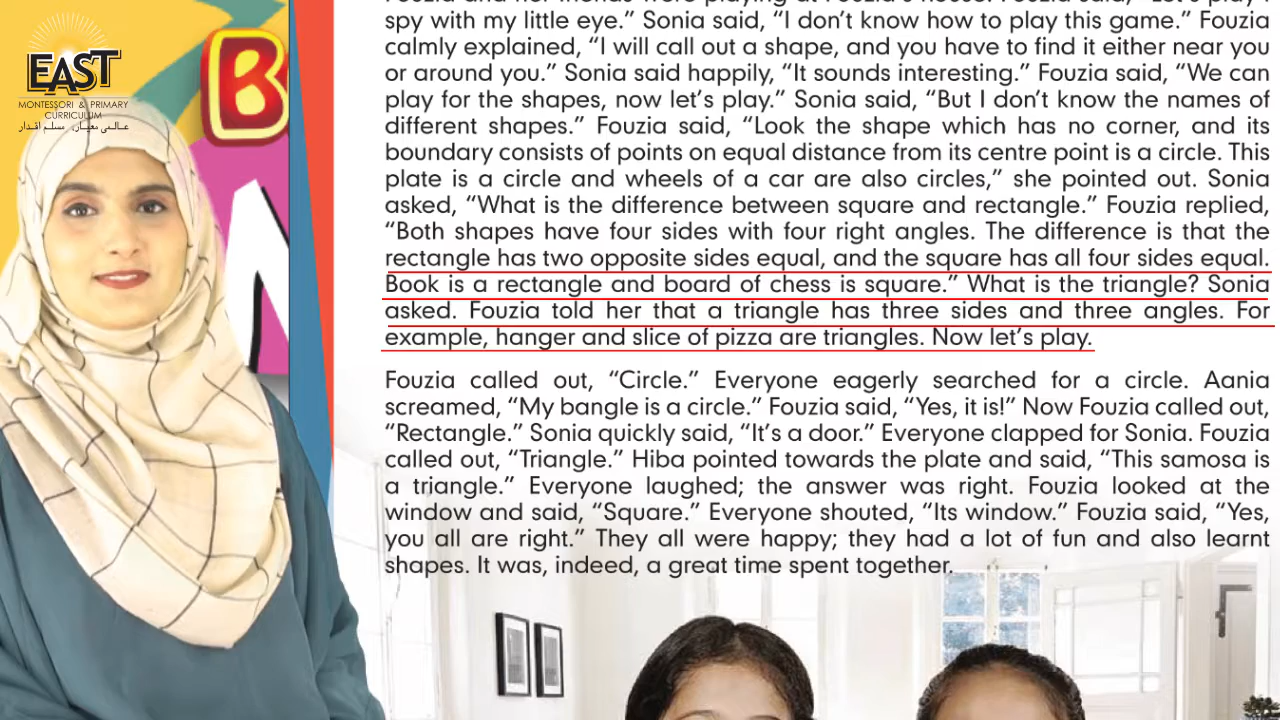 EAST
MONTESSORI & PRIMARY
CURRICULUM
عالمی معیار، مسلم اقدار
B
spy with my little eye.” Sonia said, “I don’t know how to play this game.” Fouzia
calmly explained, “I will call out a shape, and you have to find it either near you
or around you.” Sonia said happily, “It sounds interesting.” Fouzia said, “We can
play for the shapes, now let’s play.” Sonia said, “But I don’t know the names of
different shapes.” Fouzia said, “Look the shape which has no corner, and its
boundary consists of points on equal distance from its centre point is a circle. This
plate is a circle and wheels of a car are also circles,” she pointed out. Sonia
asked, “What is the difference between square and rectangle.” Fouzia replied,
“Both shapes have four sides with four right angles. The difference is that the
rectangle has two opposite sides equal, and the square has all four sides equal.
Book is a rectangle and board of chess is square.” What is the triangle? Sonia
asked. Fouzia told her that a triangle has three sides and three angles. For
example, hanger and slice of pizza are triangles. Now let’s play.
Fouzia called out, “Circle.” Everyone eagerly searched for a circle. Aania
screamed, “My bangle is a circle.” Fouzia said, “Yes, it is!” Now Fouzia called out,
“Rectangle.” Sonia quickly said, “It’s a door.” Everyone clapped for Sonia. Fouzia
called out, “Triangle.” Hiba pointed towards the plate and said, “This samosa is
a triangle.” Everyone laughed; the answer was right. Fouzia looked at the
window and said, “Square.” Everyone shouted, “Its window.” Fouzia said, “Yes,
you all are right.” They all were happy; they had a lot of fun and also learnt
shapes. It was, indeed, a great time spent together.